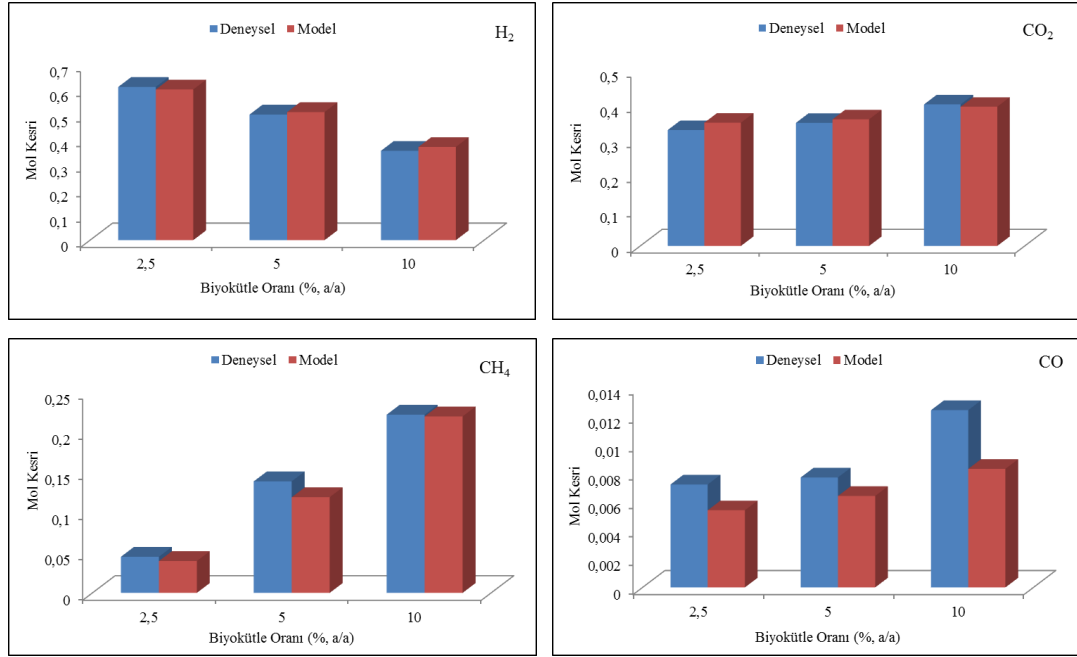 Deneysel Model
H2
0,7
0,6
0,5
0,4
0,3
0,2
0,1
0
Mol Kesri
2,5 5 10
Biyokütle Oranı (%, a/a)
Deneysel Model
CO2
0,5
0,4
0,3
0,2
0,1
0
Mol Kesri
2,5 5 10
Biyokütle Oranı (%, a/a)
Deneysel Model
CH4
0,25
0,2
0,15
0,1
0,05
0
Mol Kesri
2,5 5 10
Biyokütle Oranı (%, a/a)
Deneysel Model
CO
0,014
0,012
0,01
0,008
0,006
0,004
0,002
0
Mol Kesri
2,5 5 10
Biyokütle Oranı (%, a/a)